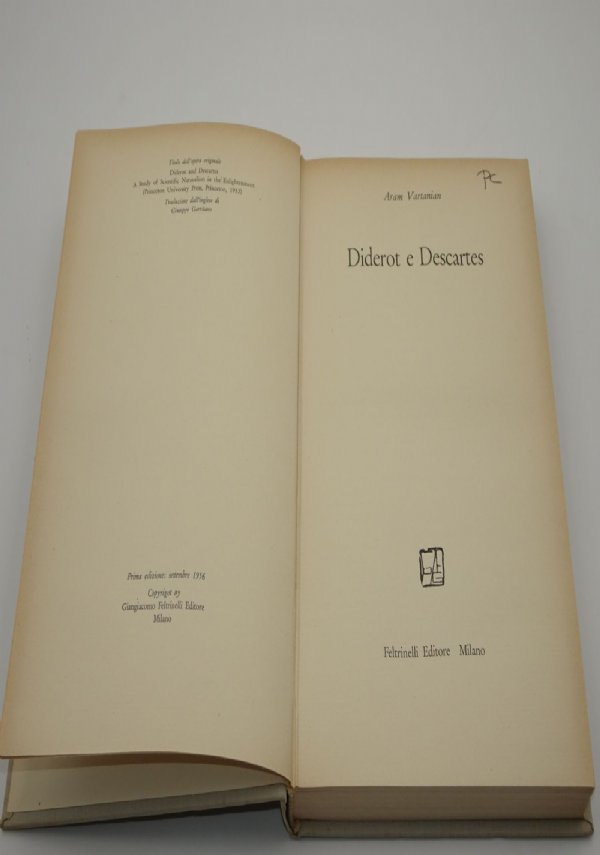 Titolo dell'opera originale
Diderot and Descartes
A Study of Scientific Naturalism in the Enlightenment
(Princeton University Press, Princeton, 1953)
Traduzione dall'inglese di
Giuseppe Garritano
Prima edizione: settembre 1956
Copyright by
Giangiacomo Feltrinelli Editore
Milano
PC
Aram Vartanian
Diderot e Descartes
Feltrinelli Editore Milano